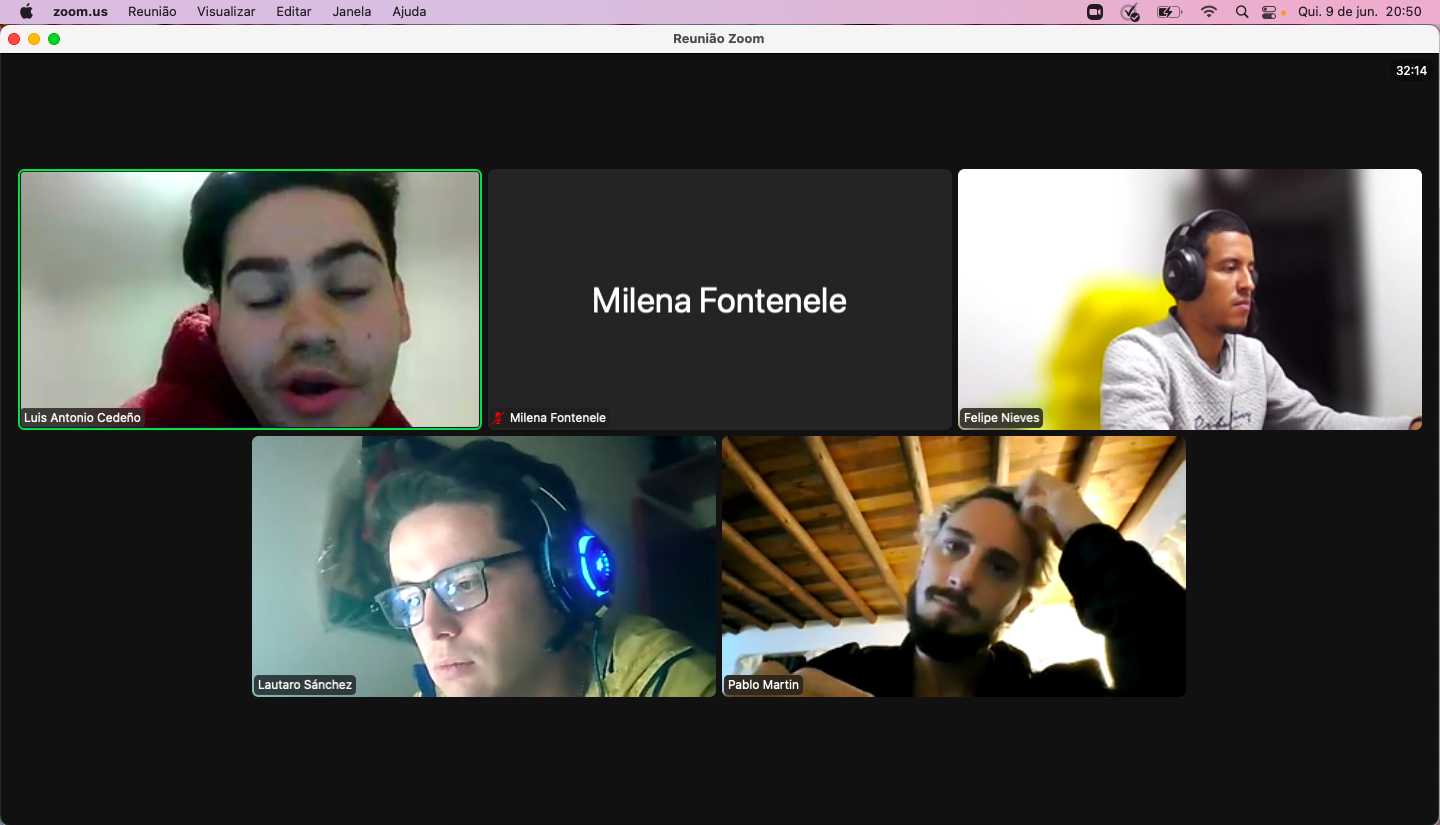 zoom.us Reunião Visualizar Editar Janela Ajuda Qui. 9 de jun. 20:50
Reunião Zoom
32:14
Milena Fontenele
Luis Antonio Cedeño
Milena Fontenele
Felipe Nieves
Lautaro Sánchez
Pablo Martin